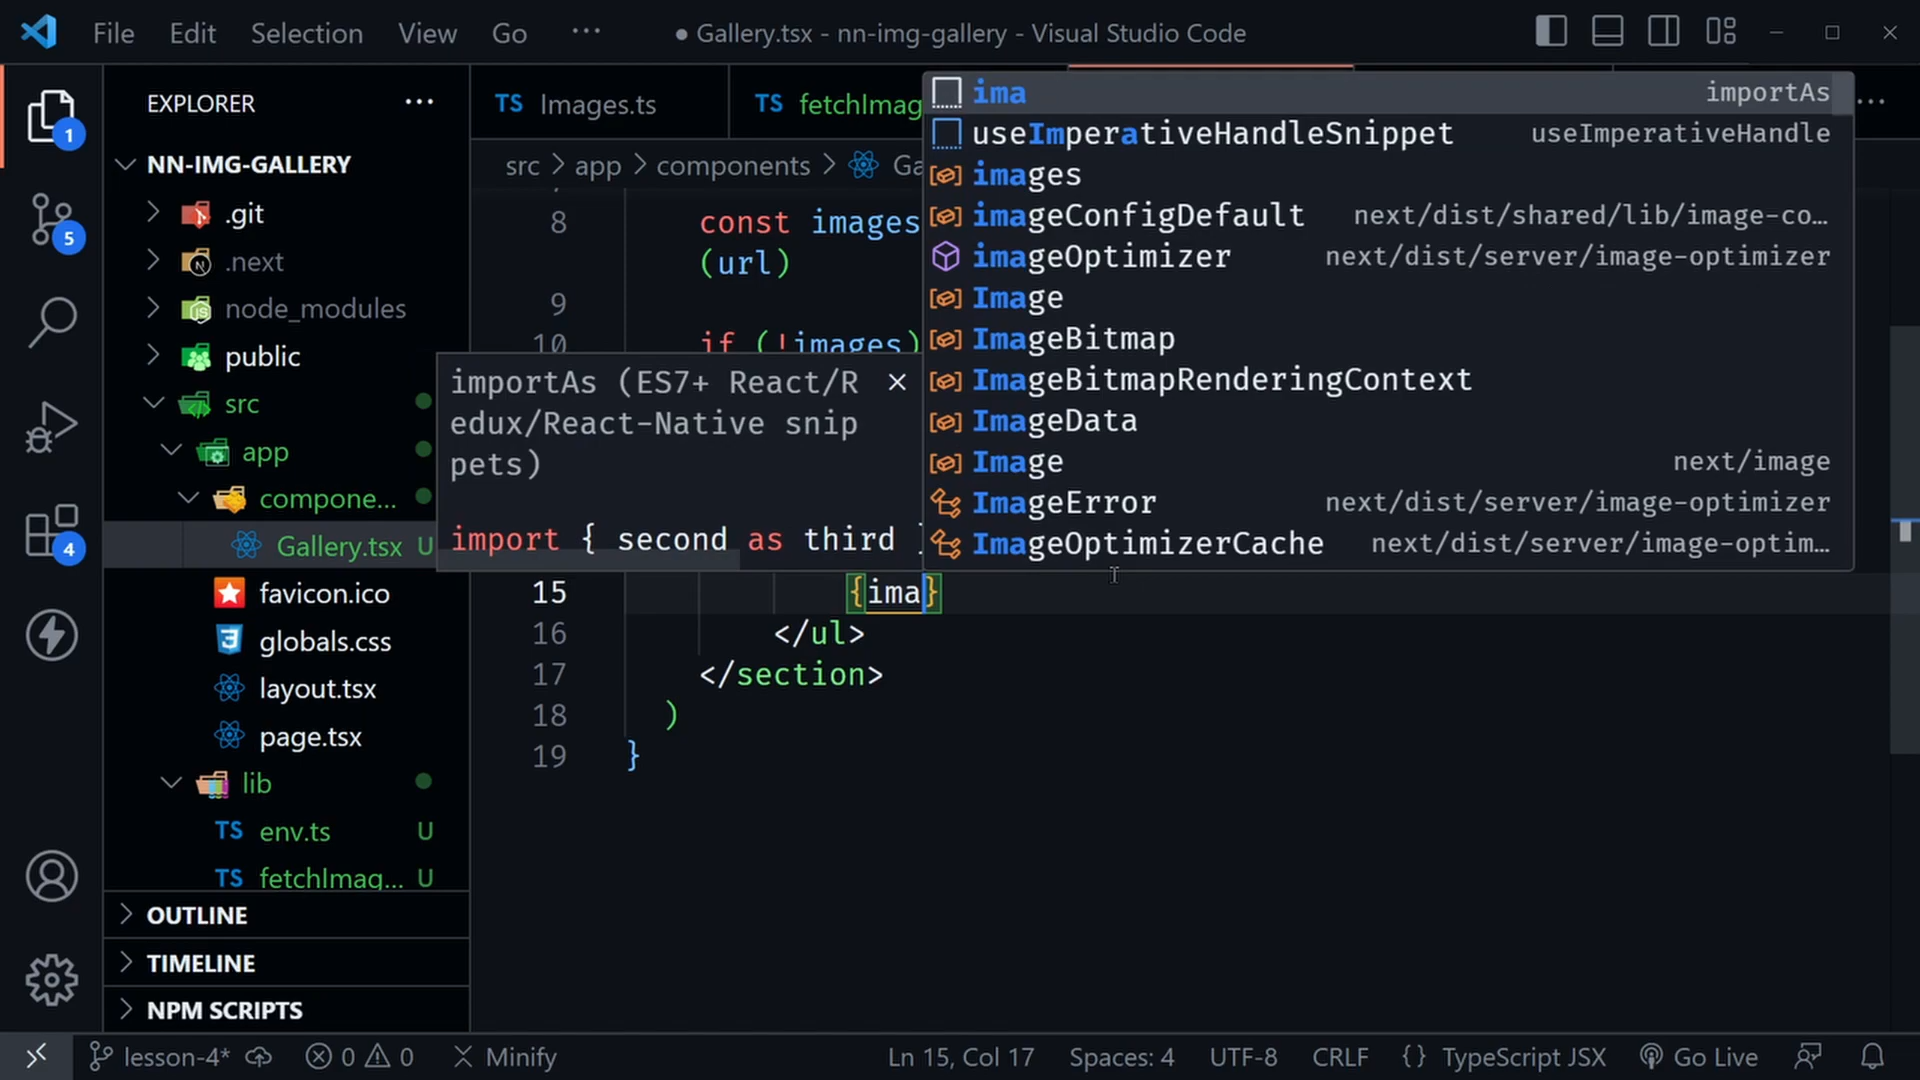 File Edit Selection View Go ··· ● Gallery.tsx - nn-img-gallery - Visual Studio Code
EXPLORER ···
NN-IMG-GALLERY
.git
.next
node_modules
public
src
app
compone...
Gallery.tsx U
favicon.ico
globals.css
layout.tsx
page.tsx
lib
TS env.ts U
TS fetchImag... U
OUTLINE
TIMELINE
NPM SCRIPTS
1
5
4
TS Images.ts TS fetchImag ···
src > app > components > Ga
8 const images
(url)
9
10 if (!images)
importAs (ES7+ React/R
edux/React-Native snip
pets)
import { second as third }
ima importAs
useImperativeHandleSnippet useImperativeHandle
images
imageConfigDefault next/dist/shared/lib/image-co…
imageOptimizer next/dist/server/image-optimizer
Image
ImageBitmap
ImageBitmapRenderingContext
ImageData
Image next/image
ImageError next/dist/server/image-optimizer
ImageOptimizerCache next/dist/server/image-optim…
15 {ima}
16 </ul>
17 </section>
18 )
19 }
lesson-4* 0 0 Minify Ln 15, Col 17 Spaces: 4 UTF-8 CRLF {} TypeScript JSX Go Live